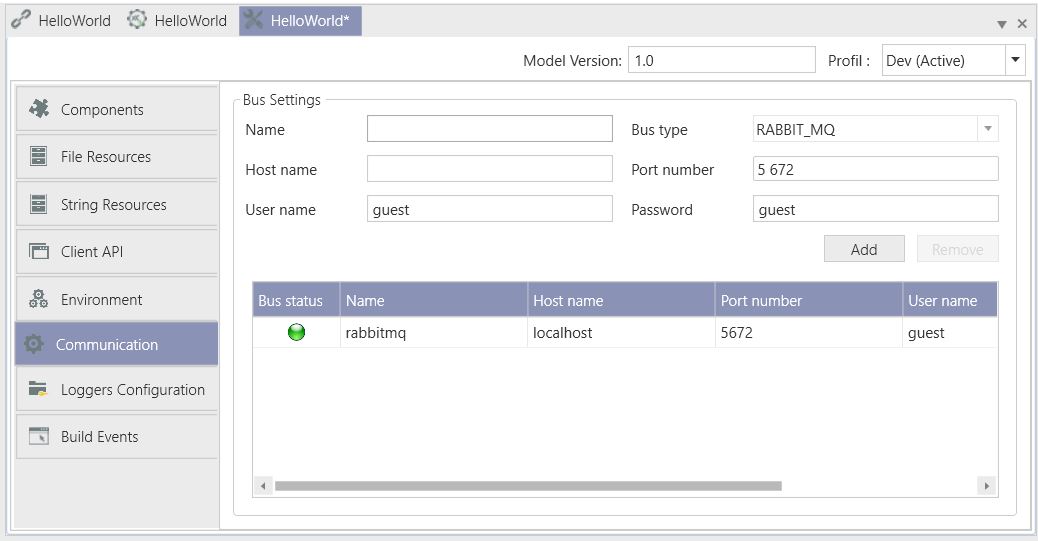 HelloWorld HelloWorld HelloWorld*
Model Version: 1.0 Profil : Dev (Active)
Components
File Resources
String Resources
Client API
Environment
Communication
Loggers Configuration
Build Events
Bus Settings
Name Bus type RABBIT_MQ
Host name Port number 5 672
User name guest Password guest
Add Remove
Bus status Name Host name Port number User name
rabbitmq localhost 5672 guest